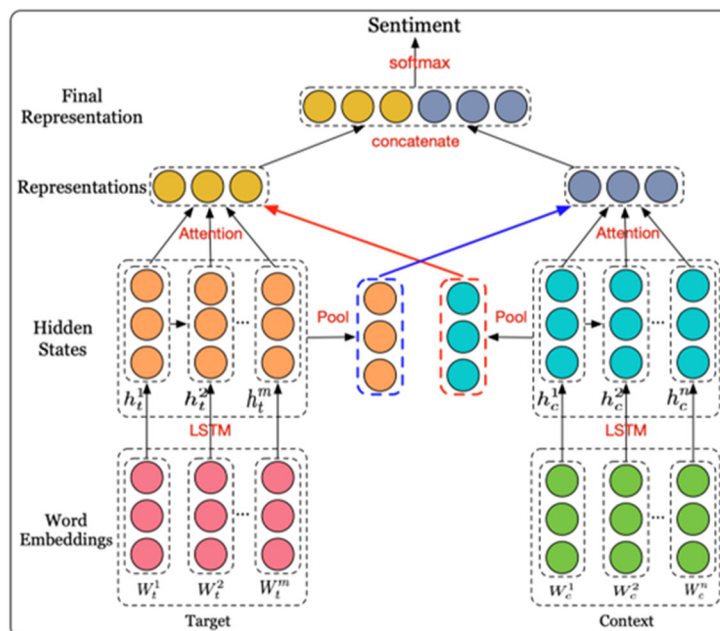 Sentiment
softmax
Final
Representation
concatenate
Representations
Attention
Attention
Pool
Pool
Hidden
States
h_t^1 h_t^2 h_t^m
h_c^1 h_c^2 h_c^n
LSTM
LSTM
...
...
Word
Embeddings
...
...
W_t^1 W_t^2 W_t^m
W_c^1 W_c^2 W_c^n
Target
Context